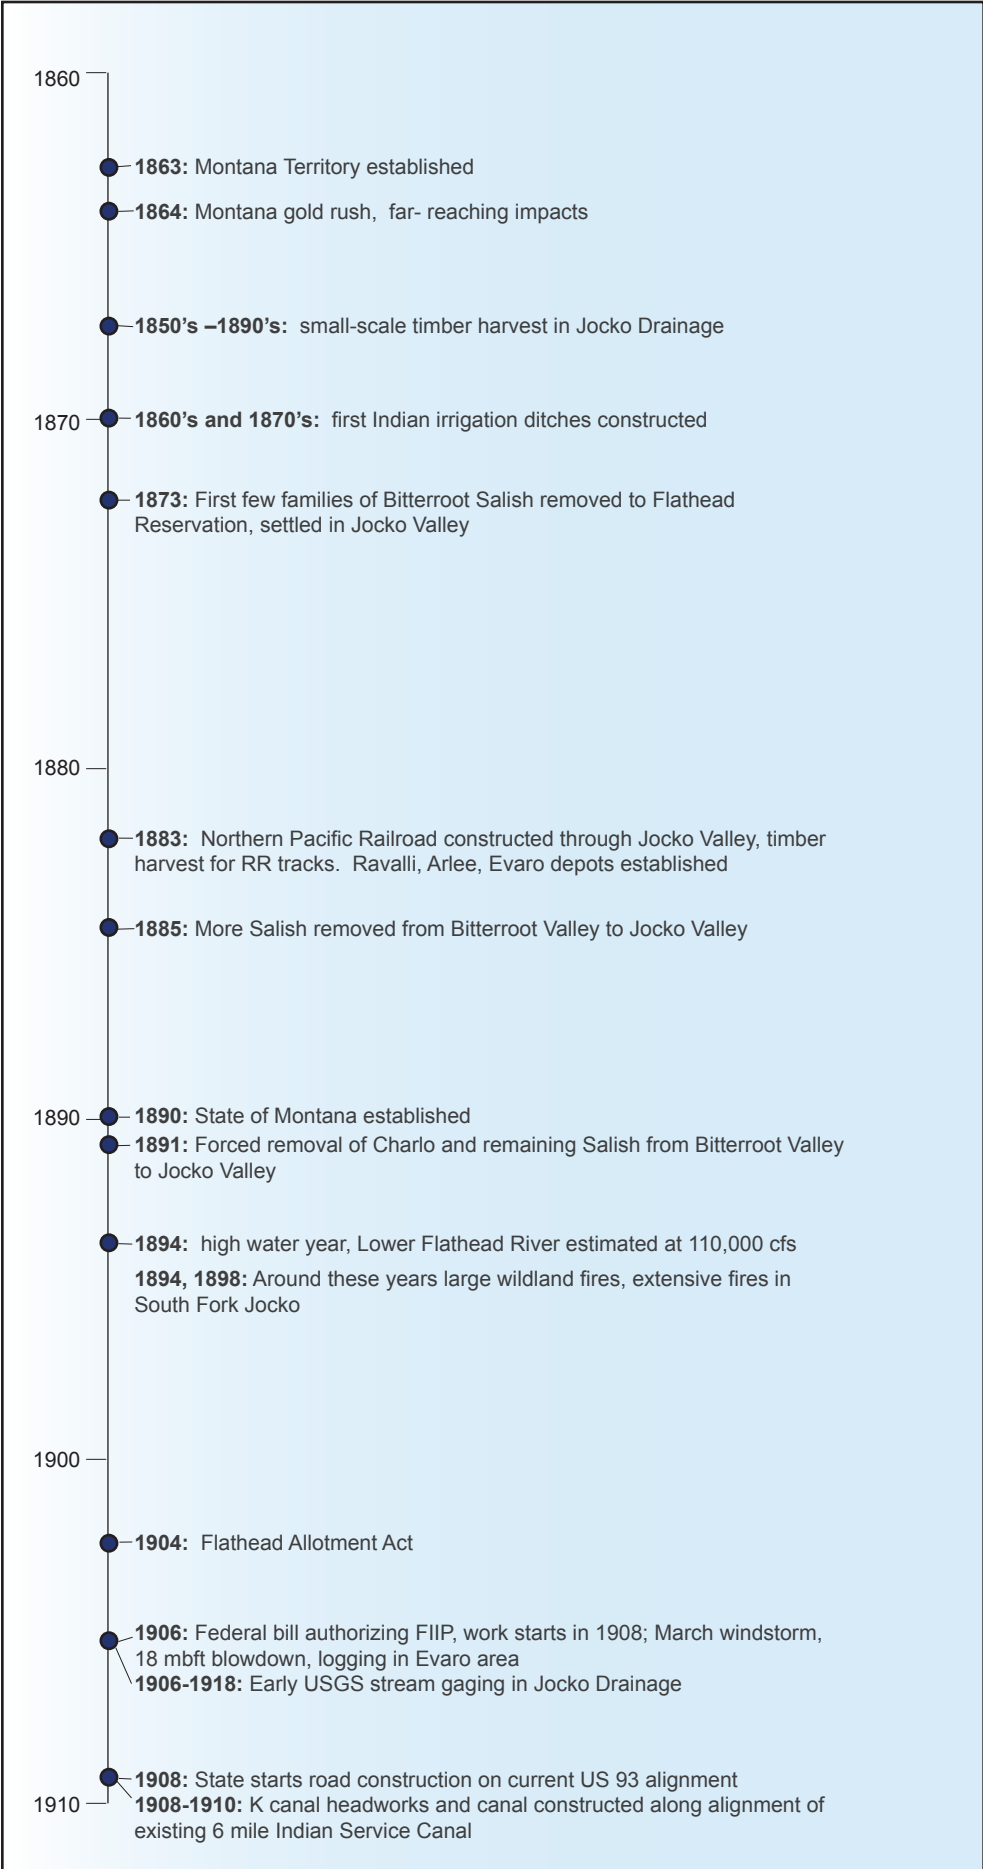 1860
1863: Montana Territory established
1864: Montana gold rush,  far- reaching impacts
1850’s –1890’s:  small-scale timber harvest in Jocko Drainage
1870
1860’s and 1870’s:  first Indian irrigation ditches constructed
1873: First few families of Bitterroot Salish removed to Flathead
Reservation, settled in Jocko Valley
1880
1883:  Northern Pacific Railroad constructed through Jocko Valley, timber
harvest for RR tracks.  Ravalli, Arlee, Evaro depots established
1885: More Salish removed from Bitterroot Valley to Jocko Valley
1890
1890: State of Montana established
1891: Forced removal of Charlo and remaining Salish from Bitterroot Valley
to Jocko Valley
1894:  high water year, Lower Flathead River estimated at 110,000 cfs
1894, 1898: Around these years large wildland fires, extensive fires in
South Fork Jocko
1900
1904:  Flathead Allotment Act
1906: Federal bill authorizing FIIP, work starts in 1908; March windstorm,
18 mbft blowdown, logging in Evaro area
1906-1918: Early USGS stream gaging in Jocko Drainage
1908: State starts road construction on current US 93 alignment
1910
1908-1910: K canal headworks and canal constructed along alignment of
existing 6 mile Indian Service Canal